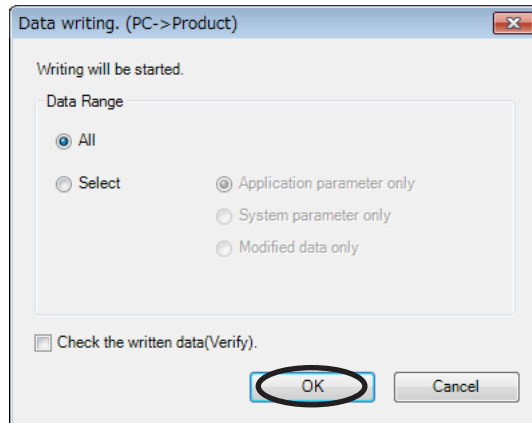 Data writing. (PC->Product)
Writing will be started.
Data Range
All
Select
Application parameter only
System parameter only
Modified data only
Check the written data(Verify).
OK
Cancel